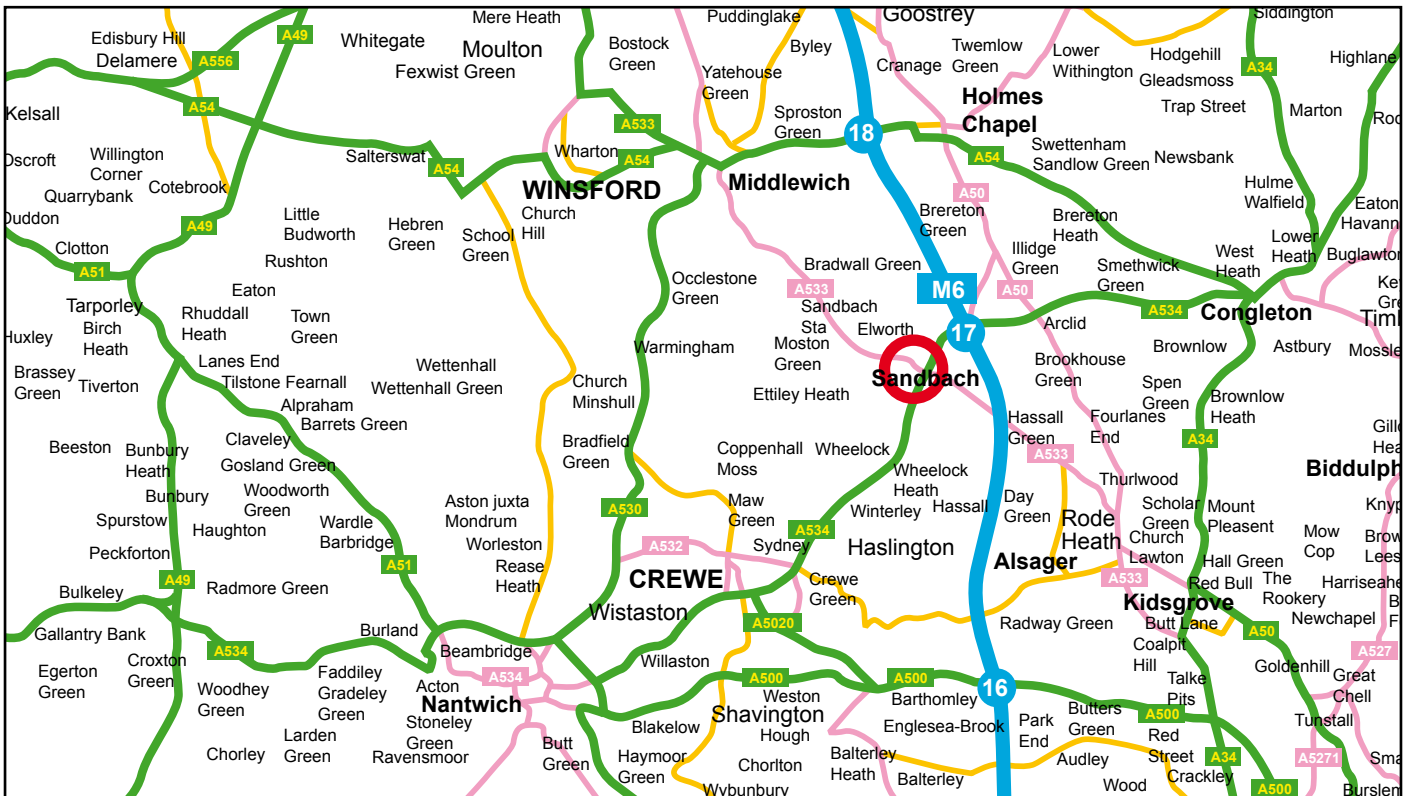 Mere Heath
Puddinglake
Goostrey
Siddington
Edisbury Hill
Delamere
A49
A556
Whitegate
Moulton
Fexwist Green
Bostock
Green
Byley
Yatehouse
Green
Cranage
Twemlow
Green
Lower
Withington
Hodgehill
Gleadsmoss
A34
Highlane
Kelsall
A54
A533
Sproston
Green
18
Holmes
Chapel
Trap Street
Marton
Oscroft
Willington
Corner
Quarrybank
Cotebrook
Salterswat
A54
Wharton
A54
WINSFORD
Middlewich
A54
Swettenham
Sandlow Green
Newsbank
Duddon
A49
Little
Budworth
Hebren
Green
School
Green
Church
Hill
A50
Brereton
Green
Brereton
Heath
Hulme
Walfield
Eaton
Clotton
A51
Rushton
Occlestone
Green
Bradwall Green
Illidge
Green
Smethwick
Green
West
Heath
Lower
Heath
Tarporley
Birch
Heath
Eaton
Rhuddall
Heath
Town
Green
A533
Sandbach
Sta
M6
A50
A534
Congleton
Huxley
Lanes End
Warmingham
Moston
Green
Elworth
17
Arclid
Brownlow
Astbury
Brassey
Green
Tiverton
Tilstone Fearnall
Wettenhall
Wettenhall Green
Church
Minshull
Ettiley Heath
Sandbach
Brookhouse
Green
Spen
Green
Brownlow
Heath
Alpraham
Barrets Green
Beeston
Bunbury
Heath
Claveley
Gosland Green
Bradfield
Green
Coppenhall
Moss
Wheelock
Hassall
Green
Fourlanes
End
A34
Biddulph
Bunbury
Woodworth
Green
Wheelock
Heath
A533
Thurlwood
Spurstow
Haughton
Wardle
Barbridge
Aston juxta
Mondrum
A530
Maw
Green
A534
Winterley
Hassall
Day
Green
Rode
Heath
Scholar
Green
Mount
Pleasant
Mow
Cop
Peckforton
Worleston
Rease
Heath
A532
Sydney
Haslington
Alsager
Church
Lawton
Hall Green
Bulkeley
A49
Radmore Green
A51
CREWE
Wistaston
Crewe
Green
A533
Red Bull
The
Rookery
Kidsgrove
Newchapel
Gallantry Bank
A534
Burland
Beambridge
A5020
Radway Green
Butt Lane
A50
Egerton
Green
Croxton
Green
Woodhey
Green
Faddiley
Gradeley
Green
Acton
A534
Nantwich
Willaston
A500
Weston
A500
Barthomley
16
Coalpit
Hill
Goldenhill
A527
Great
Chell
Talke
Pits
Chorley
Larden
Green
Stoneley
Green
Ravensmoor
Butt
Green
Blakelow
Shavington
Hough
Englesea-Brook
Park
End
Butters
Green
A500
Tunstall
Haymoor
Green
Chorlton
Wybunbury
Balterley
Heath
Balterley
Audley
Wood
Red
Street
Crackley
A34
A5271
A500